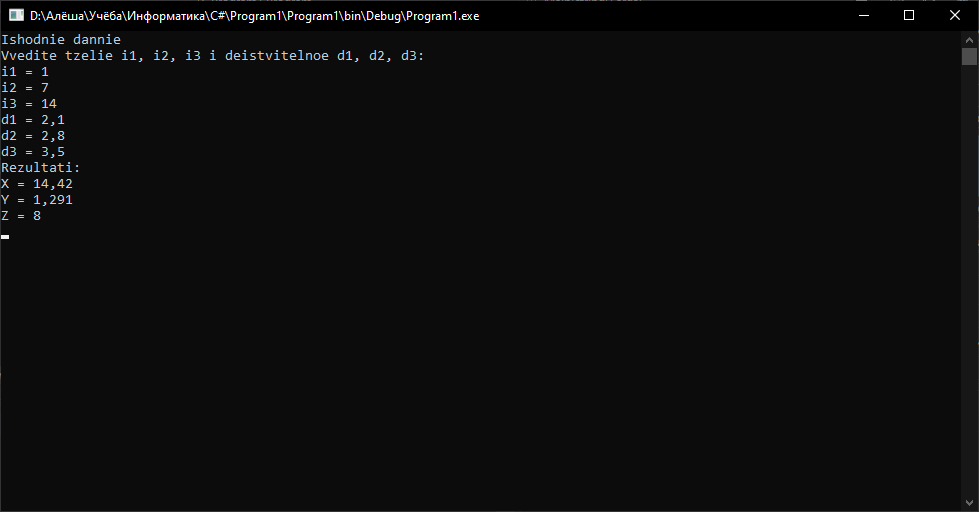 D:\Алёша\Учёба\Информатика\C#\Program1\Program1\bin\Debug\Program1.exe
Ishodnie dannie
Vvedite tzelie i1, i2, i3 i deistvitelnoe d1, d2, d3:
i1 = 1
i2 = 7
i3 = 14
d1 = 2,1
d2 = 2,8
d3 = 3,5
Rezultati:
X = 14,42
Y = 1,291
Z = 8